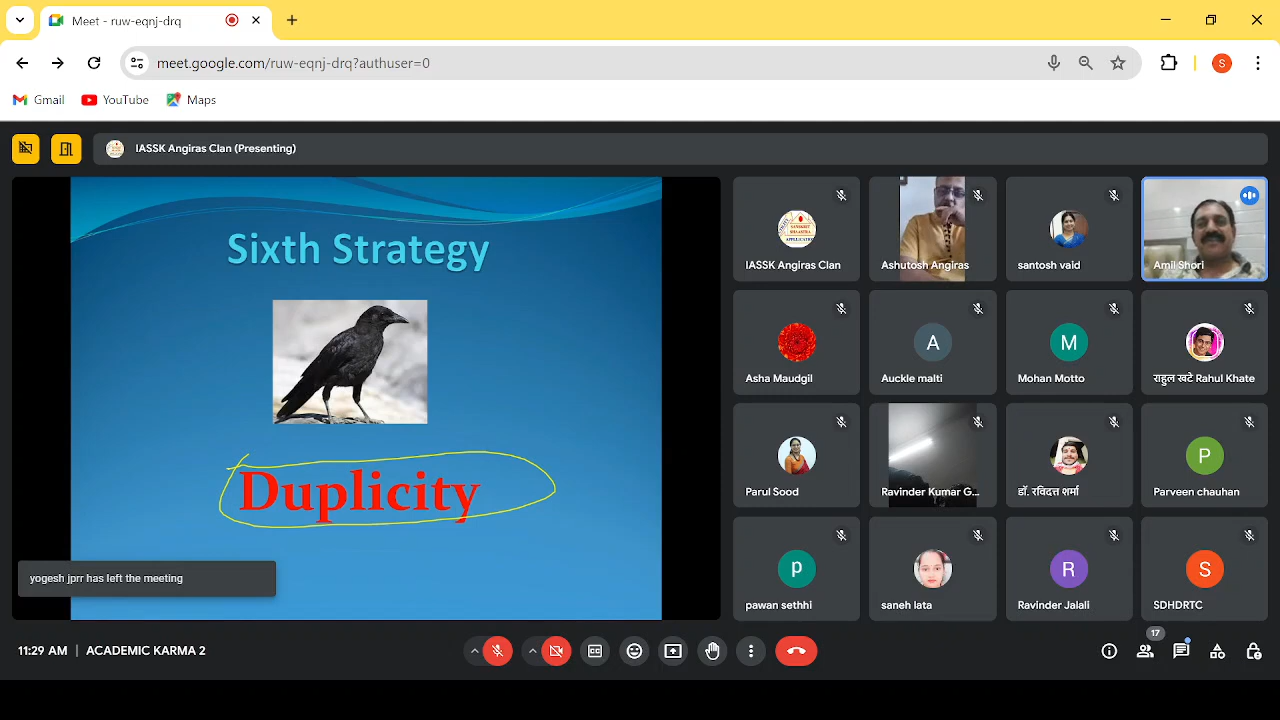 Meet - ruw-eqnj-drq
meet.google.com/ruw-eqnj-drq?authuser=0
S
Gmail
YouTube
Maps
IASSK Angiras Clan (Presenting)
Sixth Strategy
Duplicity
yogesh jprr has left the meeting
IASSK Angiras Clan
Ashutosh Angiras
santosh vaid
Amil Shori
Asha Maudgil
A
Auckle malti
M
Mohan Motto
राहुल खटे Rahul Khate
Parul Sood
Ravinder Kumar G...
डॉ. रविदत्त शर्मा
P
Parveen chauhan
p
pawan sethhi
saneh lata
R
Ravinder Jalali
S
SDHDRTC
11:29 AM | ACADEMIC KARMA 2
17